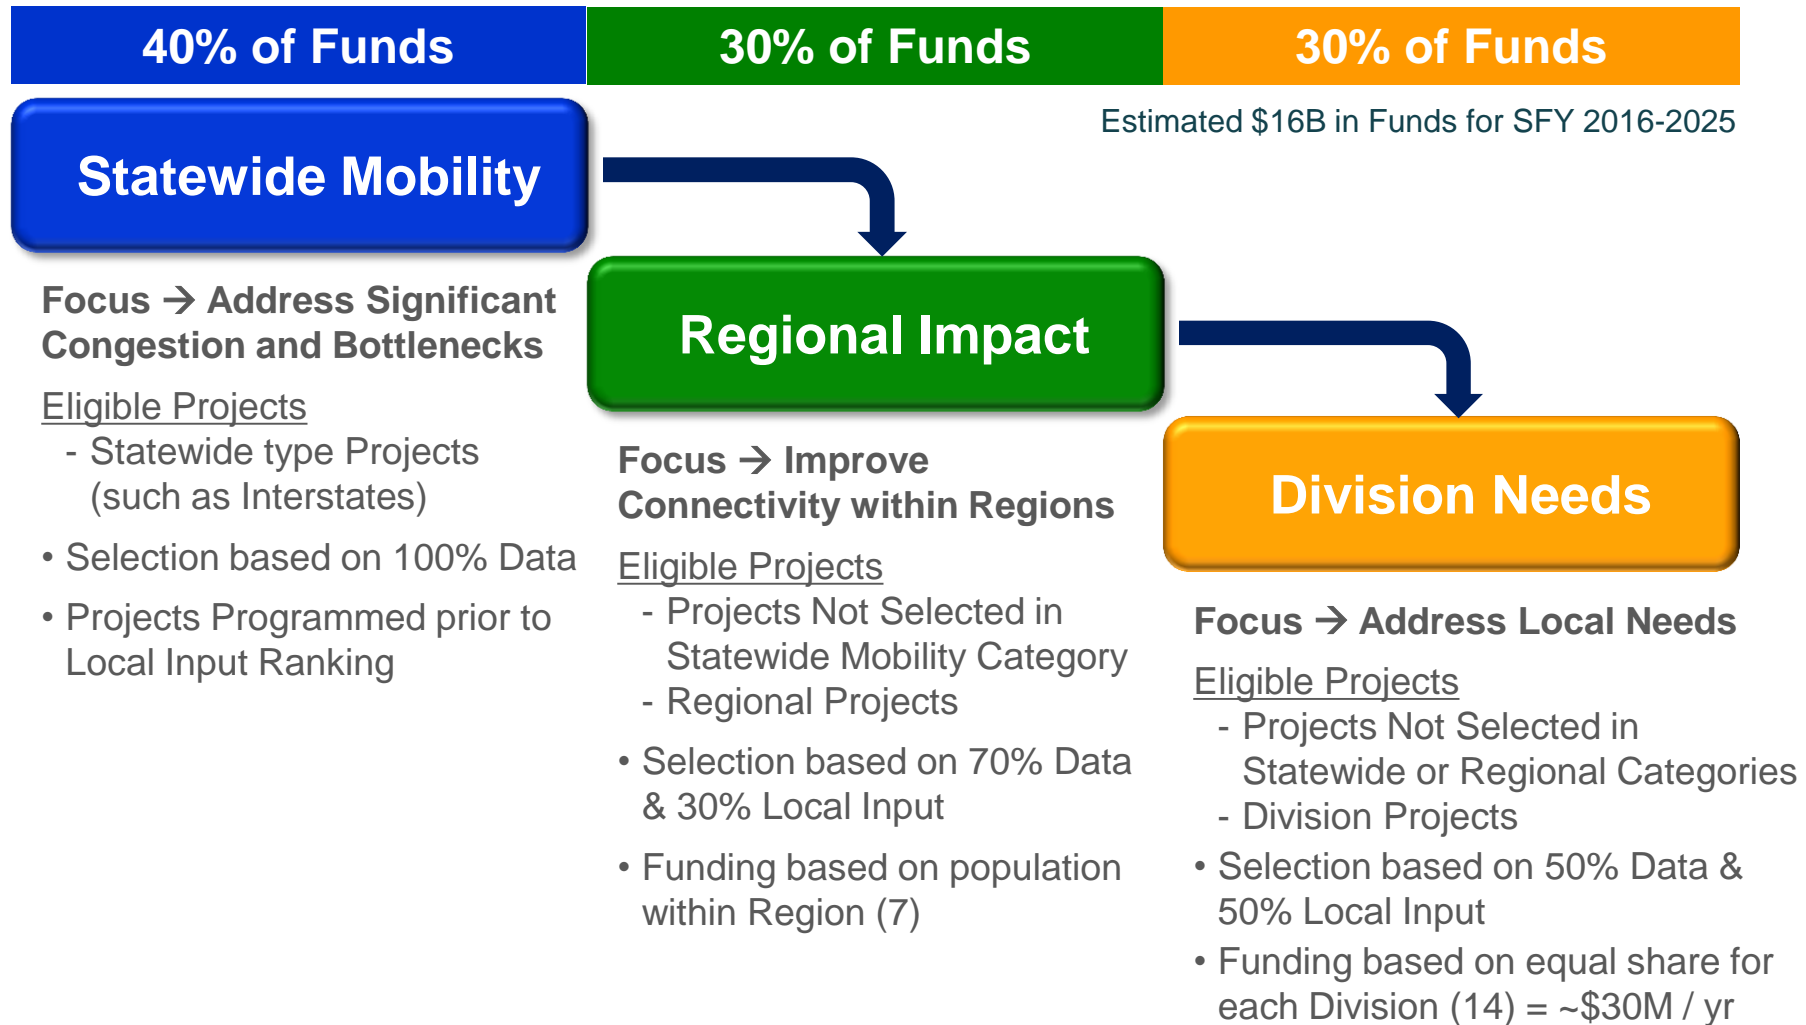 40% of Funds
30% of Funds
30% of Funds
Estimated $16B in Funds for SFY 2016-2025
Statewide Mobility
Focus → Address Significant
Congestion and Bottlenecks
Eligible Projects
- Statewide type Projects
(such as Interstates)
• Selection based on 100% Data
• Projects Programmed prior to
Local Input Ranking
Regional Impact
Focus → Improve
Connectivity within Regions
Eligible Projects
- Projects Not Selected in
Statewide Mobility Category
- Regional Projects
• Selection based on 70% Data
& 30% Local Input
• Funding based on population
within Region (7)
Division Needs
Focus → Address Local Needs
Eligible Projects
- Projects Not Selected in
Statewide or Regional Categories
- Division Projects
• Selection based on 50% Data &
50% Local Input
• Funding based on equal share for
each Division (14) = ~$30M / yr